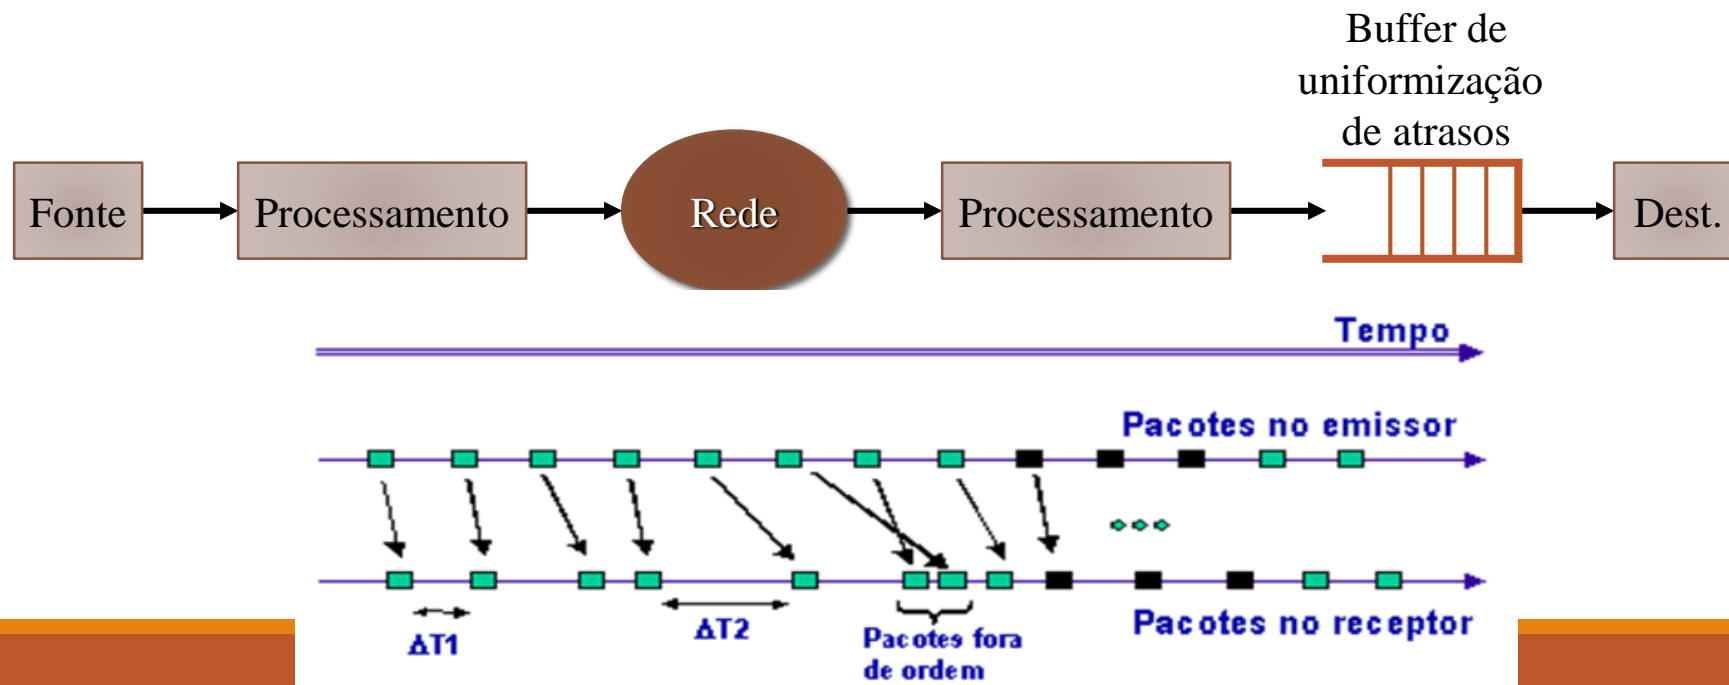 Buffer de
uniformização
de atrasos
Fonte
Processamento
Rede
Processamento
Dest.
Tempo
Pacotes no emissor
ΔT1
ΔT2
Pacotes fora
de ordem
Pacotes no receptor